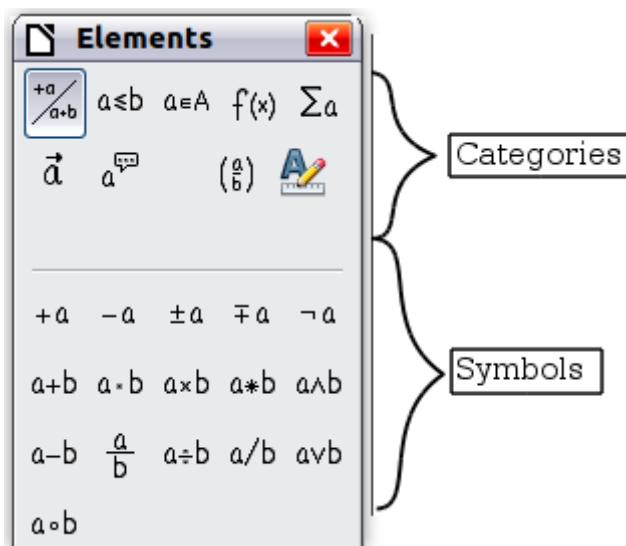 Elements
+a/a+b a≤b a∈A f(x) Σa
a⃗ a (a/b) A
Categories
+a −a ±a ∓a ¬a
a+b a·b a×b a∗b a∧b
Symbols
a−b a/b a÷b a/b a∨b
a∘b